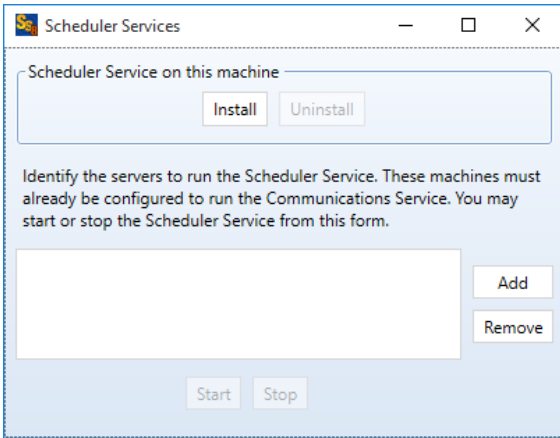 Scheduler Services
Scheduler Service on this machine
Install Uninstall
Identify the servers to run the Scheduler Service. These machines must
already be configured to run the Communications Service. You may
start or stop the Scheduler Service from this form.
Add
Remove
Start Stop